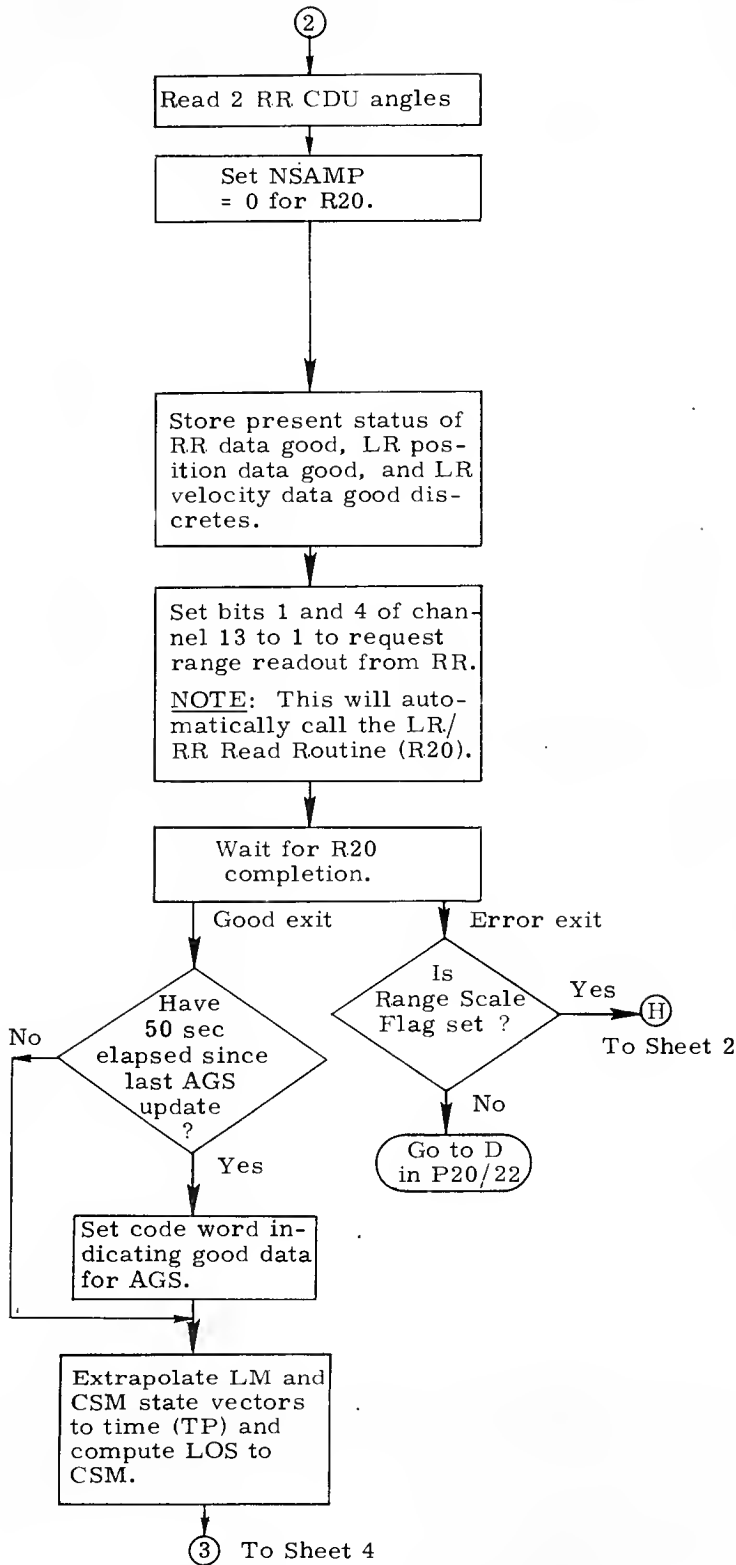 2
Read 2 RR CDU angles
Set NSAMP
= 0 for R20.
Store present status of
RR data good, LR pos-
ition data good, and LR
velocity data good dis-
cretes.
Set bits 1 and 4 of chan-
nel 13 to 1 to request
range readout from RR.
NOTE: This will auto-
matically call the LR/
RR Read Routine (R20).
Wait for R20
completion.
Good exit
Error exit
Have
50 sec
elapsed since
last AGS
update
?
No
Yes
Is
Range Scale
Flag set ?
Yes
H
To Sheet 2
No
Go to D
in P20/22
Set code word in-
dicating good data
for AGS.
Extrapolate LM and
CSM state vectors
to time (TP) and
compute LOS to
CSM.
3 To Sheet 4